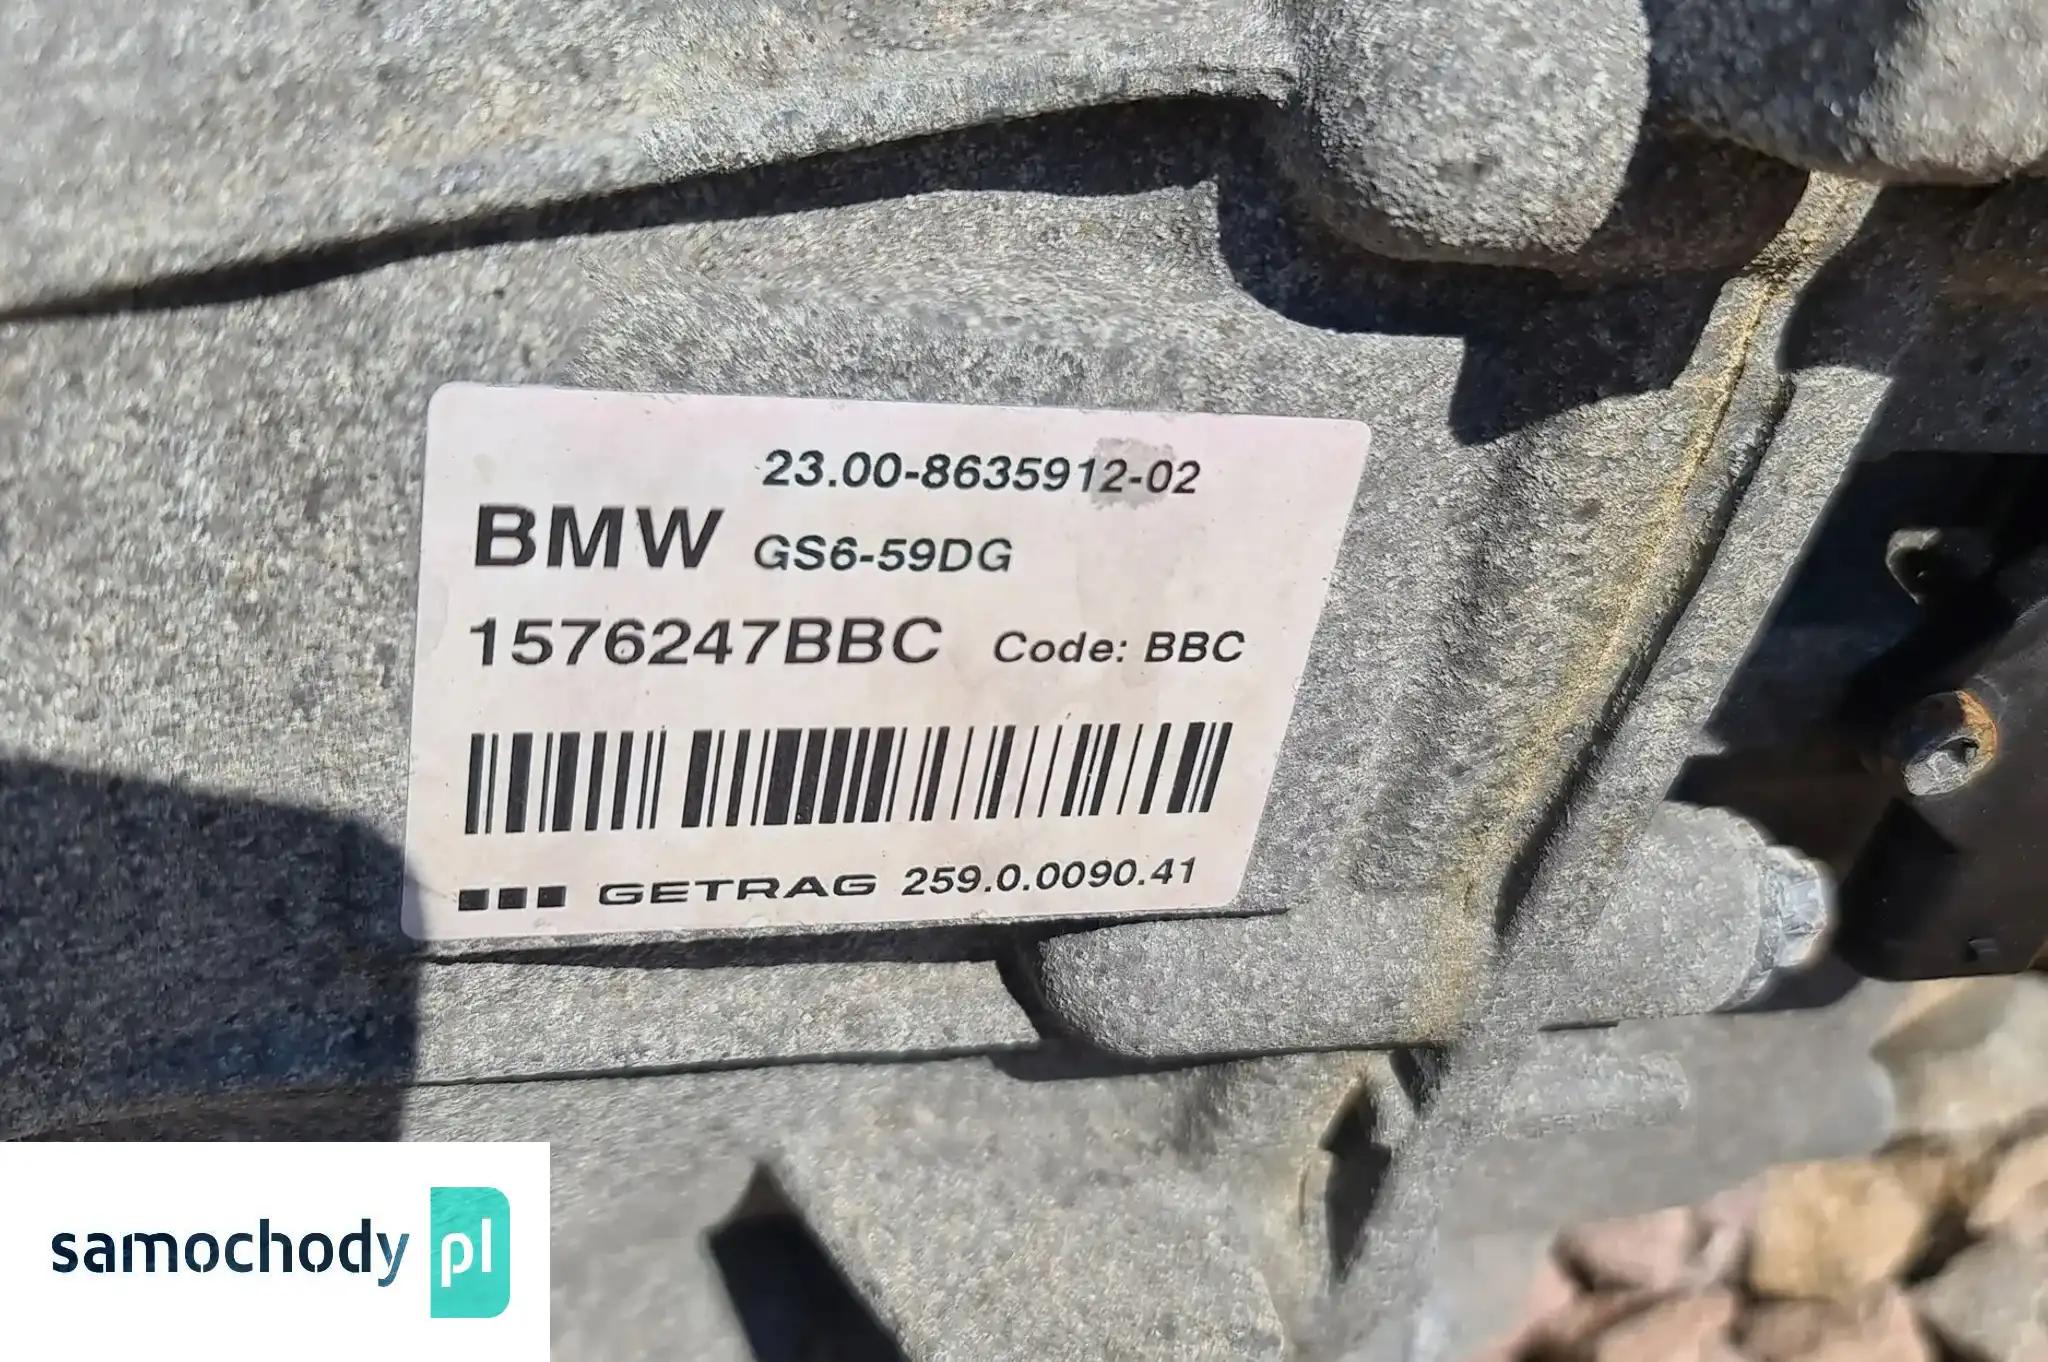 23.00-8635912-02
BMW GS6-59DG
1576247BBC Code: BBC
GETRAG 259.0.0090.41
samochody pl